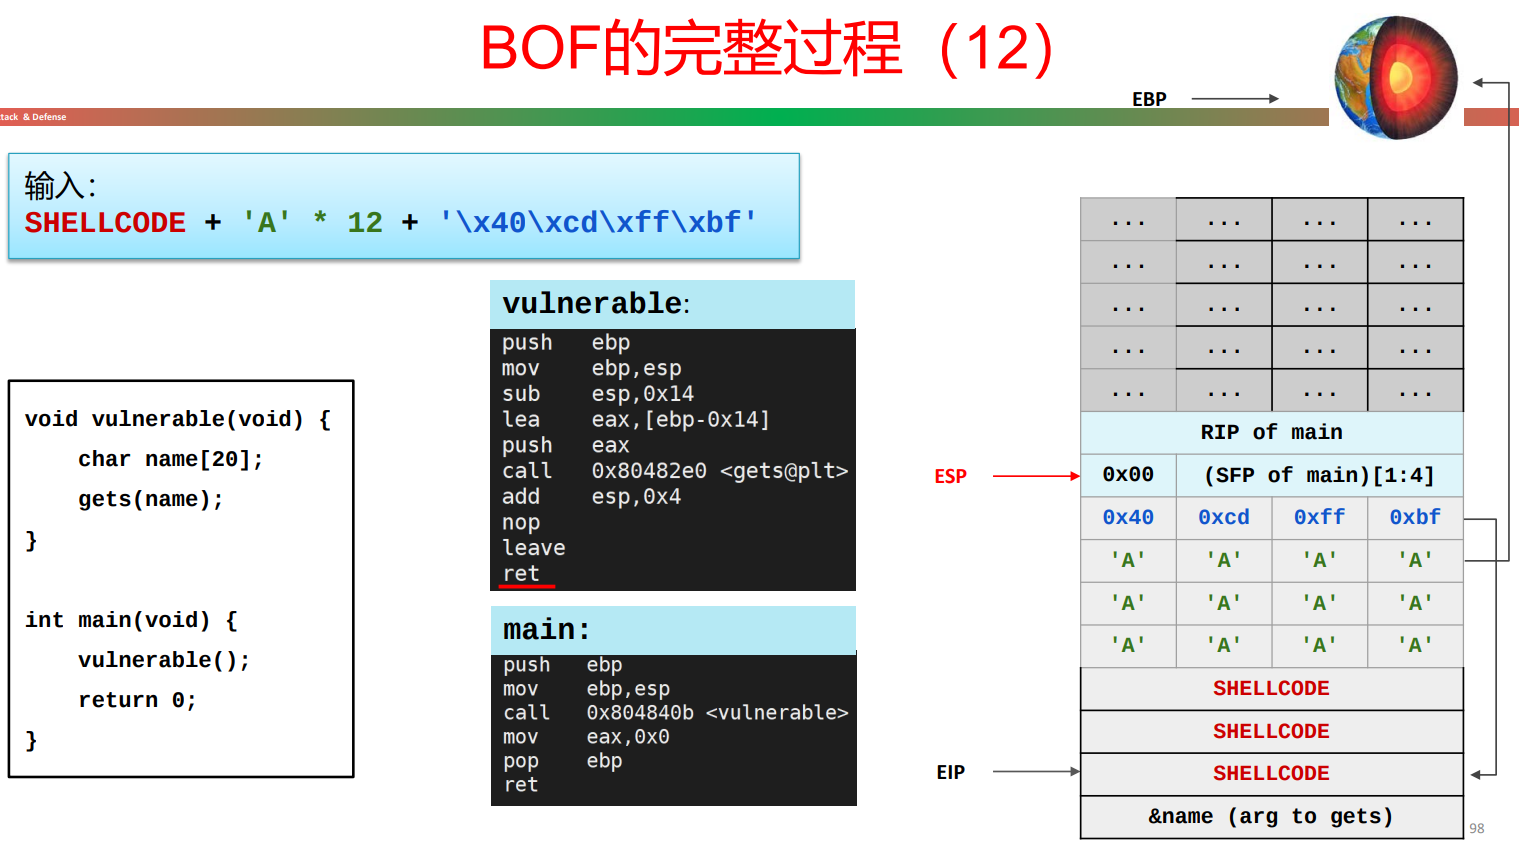 BOF的完整过程（12）
EBP
tack & Defense
输入：
SHELLCODE + 'A' * 12 + '\x40\xcd\xff\xbf'
void vulnerable(void) {
char name[20];
gets(name);
}
int main(void) {
vulnerable();
return 0;
}
vulnerable:
push ebp
mov ebp,esp
sub esp,0x14
lea eax,[ebp-0x14]
push eax
call 0x80482e0 <gets@plt>
add esp,0x4
nop
leave
ret
main:
push ebp
mov ebp,esp
call 0x804840b <vulnerable>
mov eax,0x0
pop ebp
ret
... ... ... ...
... ... ... ...
... ... ... ...
... ... ... ...
... ... ... ...
RIP of main
ESP
0x00 (SFP of main)[1:4]
0x40 0xcd 0xff 0xbf
'A' 'A' 'A' 'A'
'A' 'A' 'A' 'A'
'A' 'A' 'A' 'A'
SHELLCODE
SHELLCODE
EIP
SHELLCODE
&name (arg to gets)
98